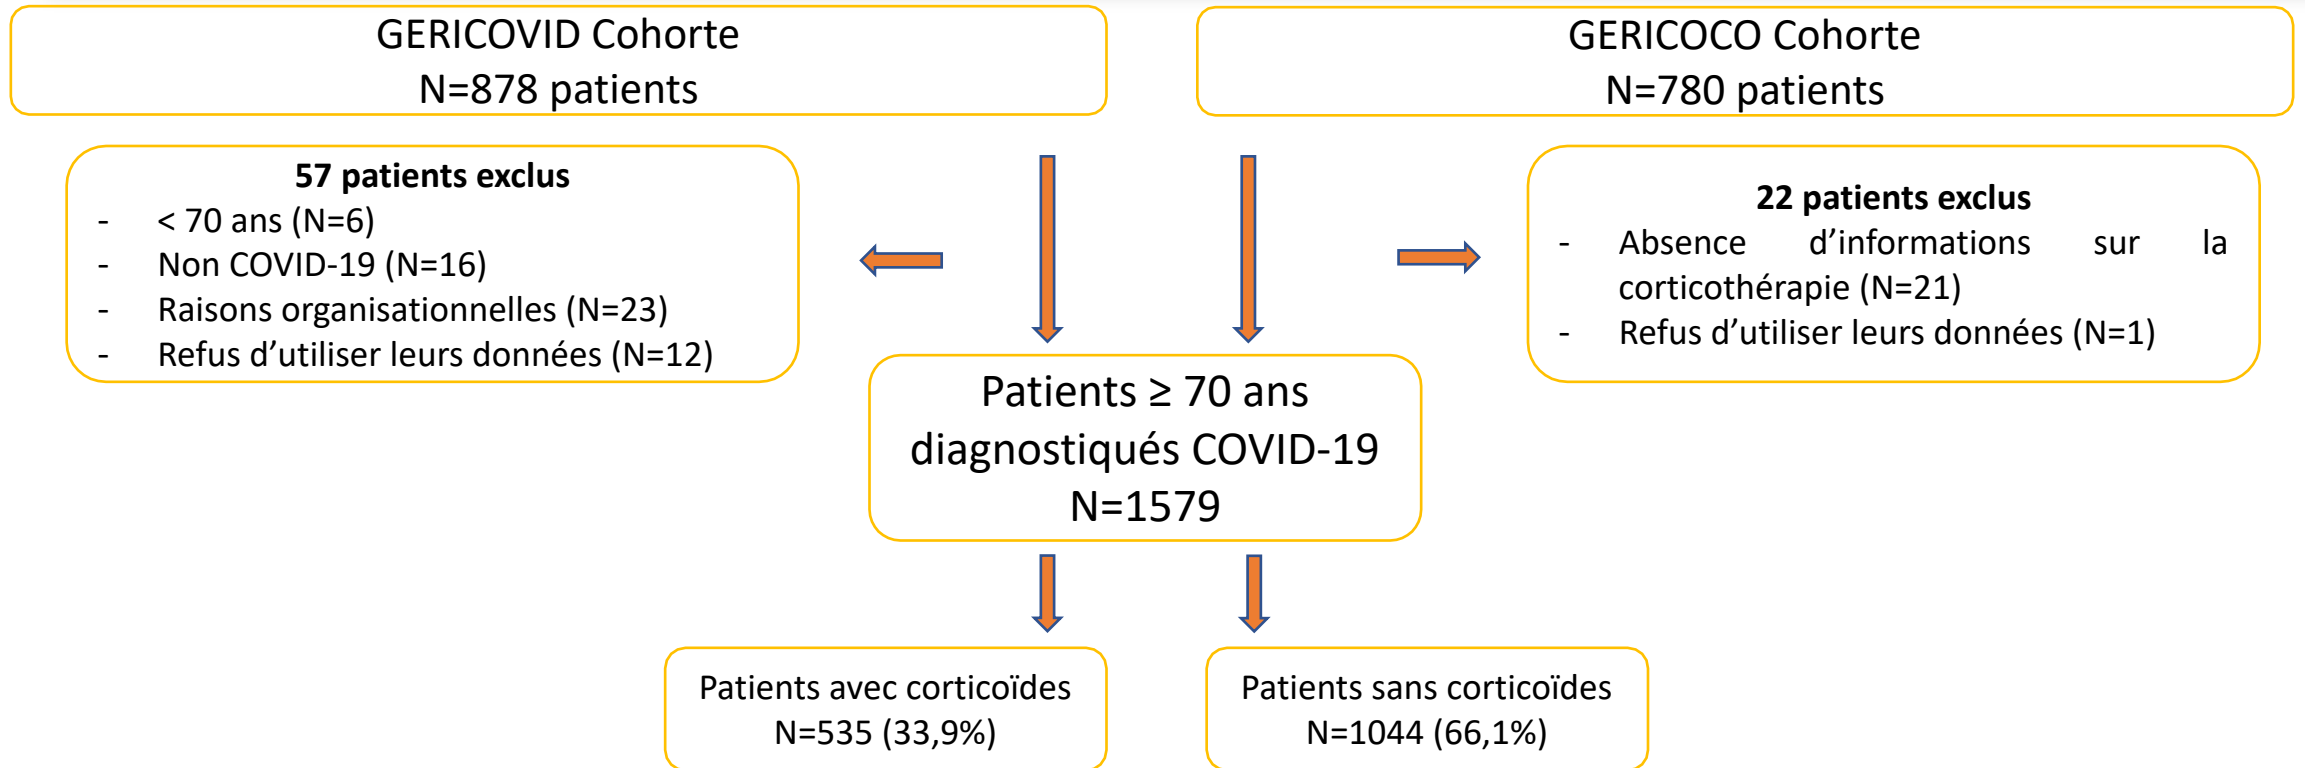 GERICOVID Cohorte
N=878 patients
GERICOCO Cohorte
N=780 patients
57 patients exclus
- < 70 ans (N=6)
- Non COVID-19 (N=16)
- Raisons organisationnelles (N=23)
- Refus d’utiliser leurs données (N=12)
22 patients exclus
- Absence d’informations sur la
corticothérapie (N=21)
- Refus d’utiliser leurs données (N=1)
Patients ≥ 70 ans
diagnostiqués COVID-19
N=1579
Patients avec corticoïdes
N=535 (33,9%)
Patients sans corticoïdes
N=1044 (66,1%)